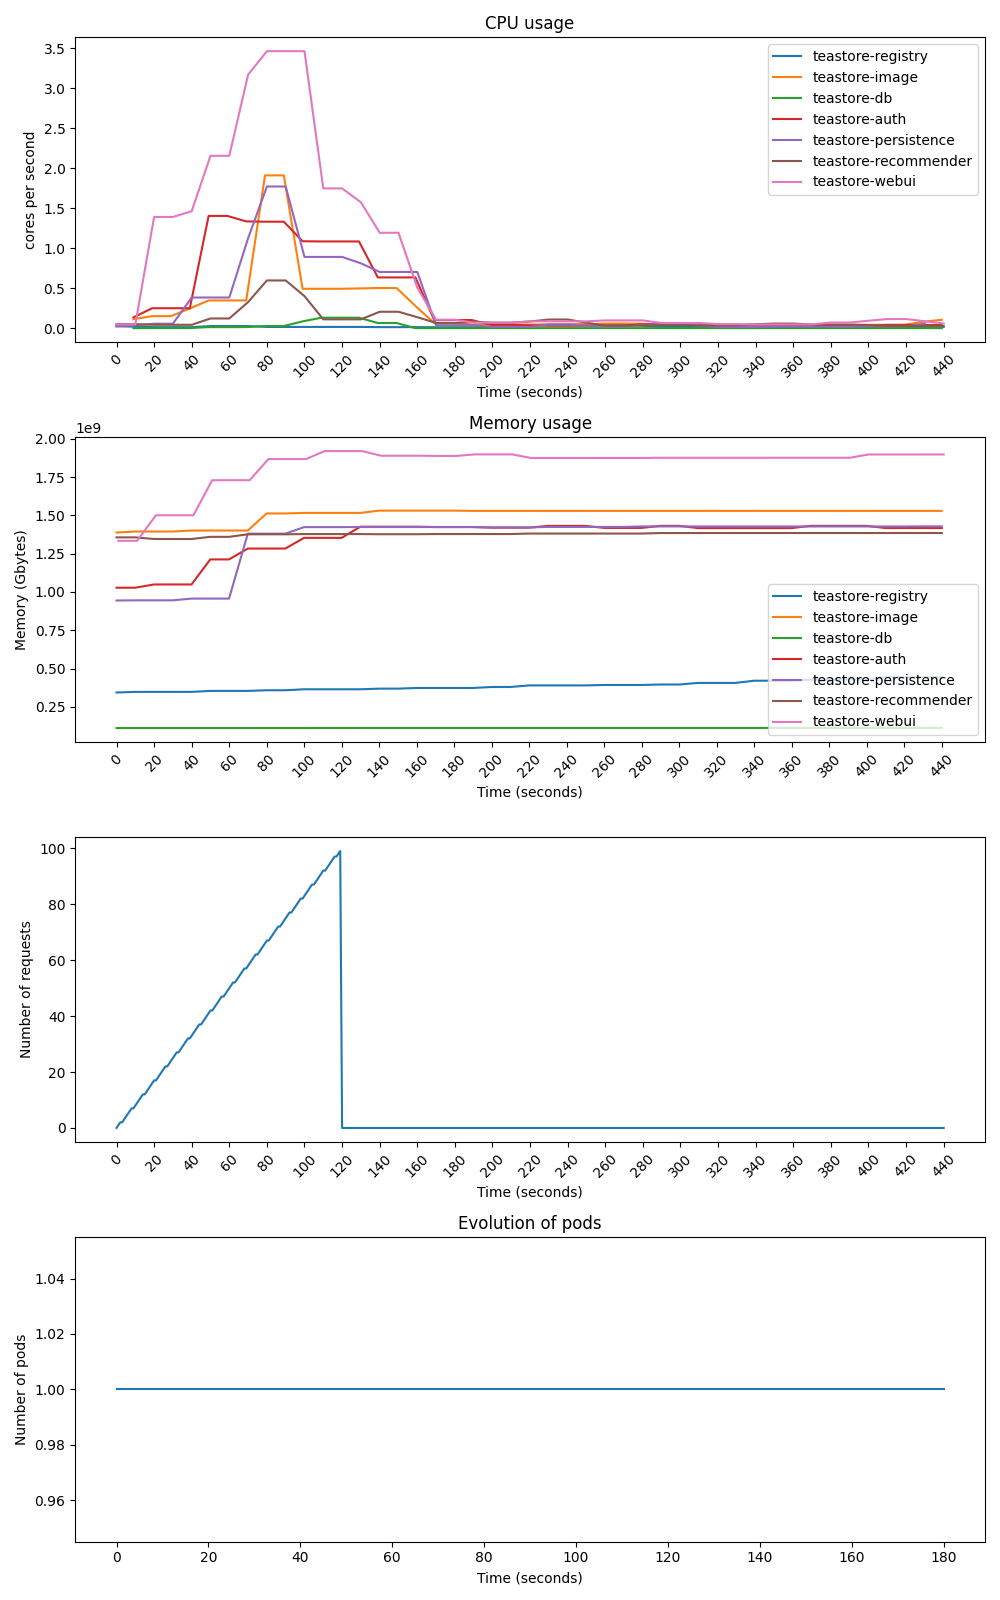 CPU usage
3.5
3.0
2.5
2.0
1.5
1.0
0.5
0.0
cores per second
teastore-registry
teastore-image
teastore-db
teastore-auth
teastore-persistence
teastore-recommender
teastore-webui
0 20 40 60 80 100 120 140 160 180 200 220 240 260 280 300 320 340 360 380 400 420 440
Time (seconds)
Memory usage
1e9
2.00
1.75
1.50
1.25
1.00
0.75
0.50
0.25
Memory (Gbytes)
teastore-registry
teastore-image
teastore-db
teastore-auth
teastore-persistence
teastore-recommender
teastore-webui
0 20 40 60 80 100 120 140 160 180 200 220 240 260 280 300 320 340 360 380 400 420 440
Time (seconds)
100
80
60
40
20
0
Number of requests
0 20 40 60 80 100 120 140 160 180 200 220 240 260 280 300 320 340 360 380 400 420 440
Time (seconds)
Evolution of pods
1.04
1.02
1.00
0.98
0.96
Number of pods
0 20 40 60 80 100 120 140 160 180
Time (seconds)